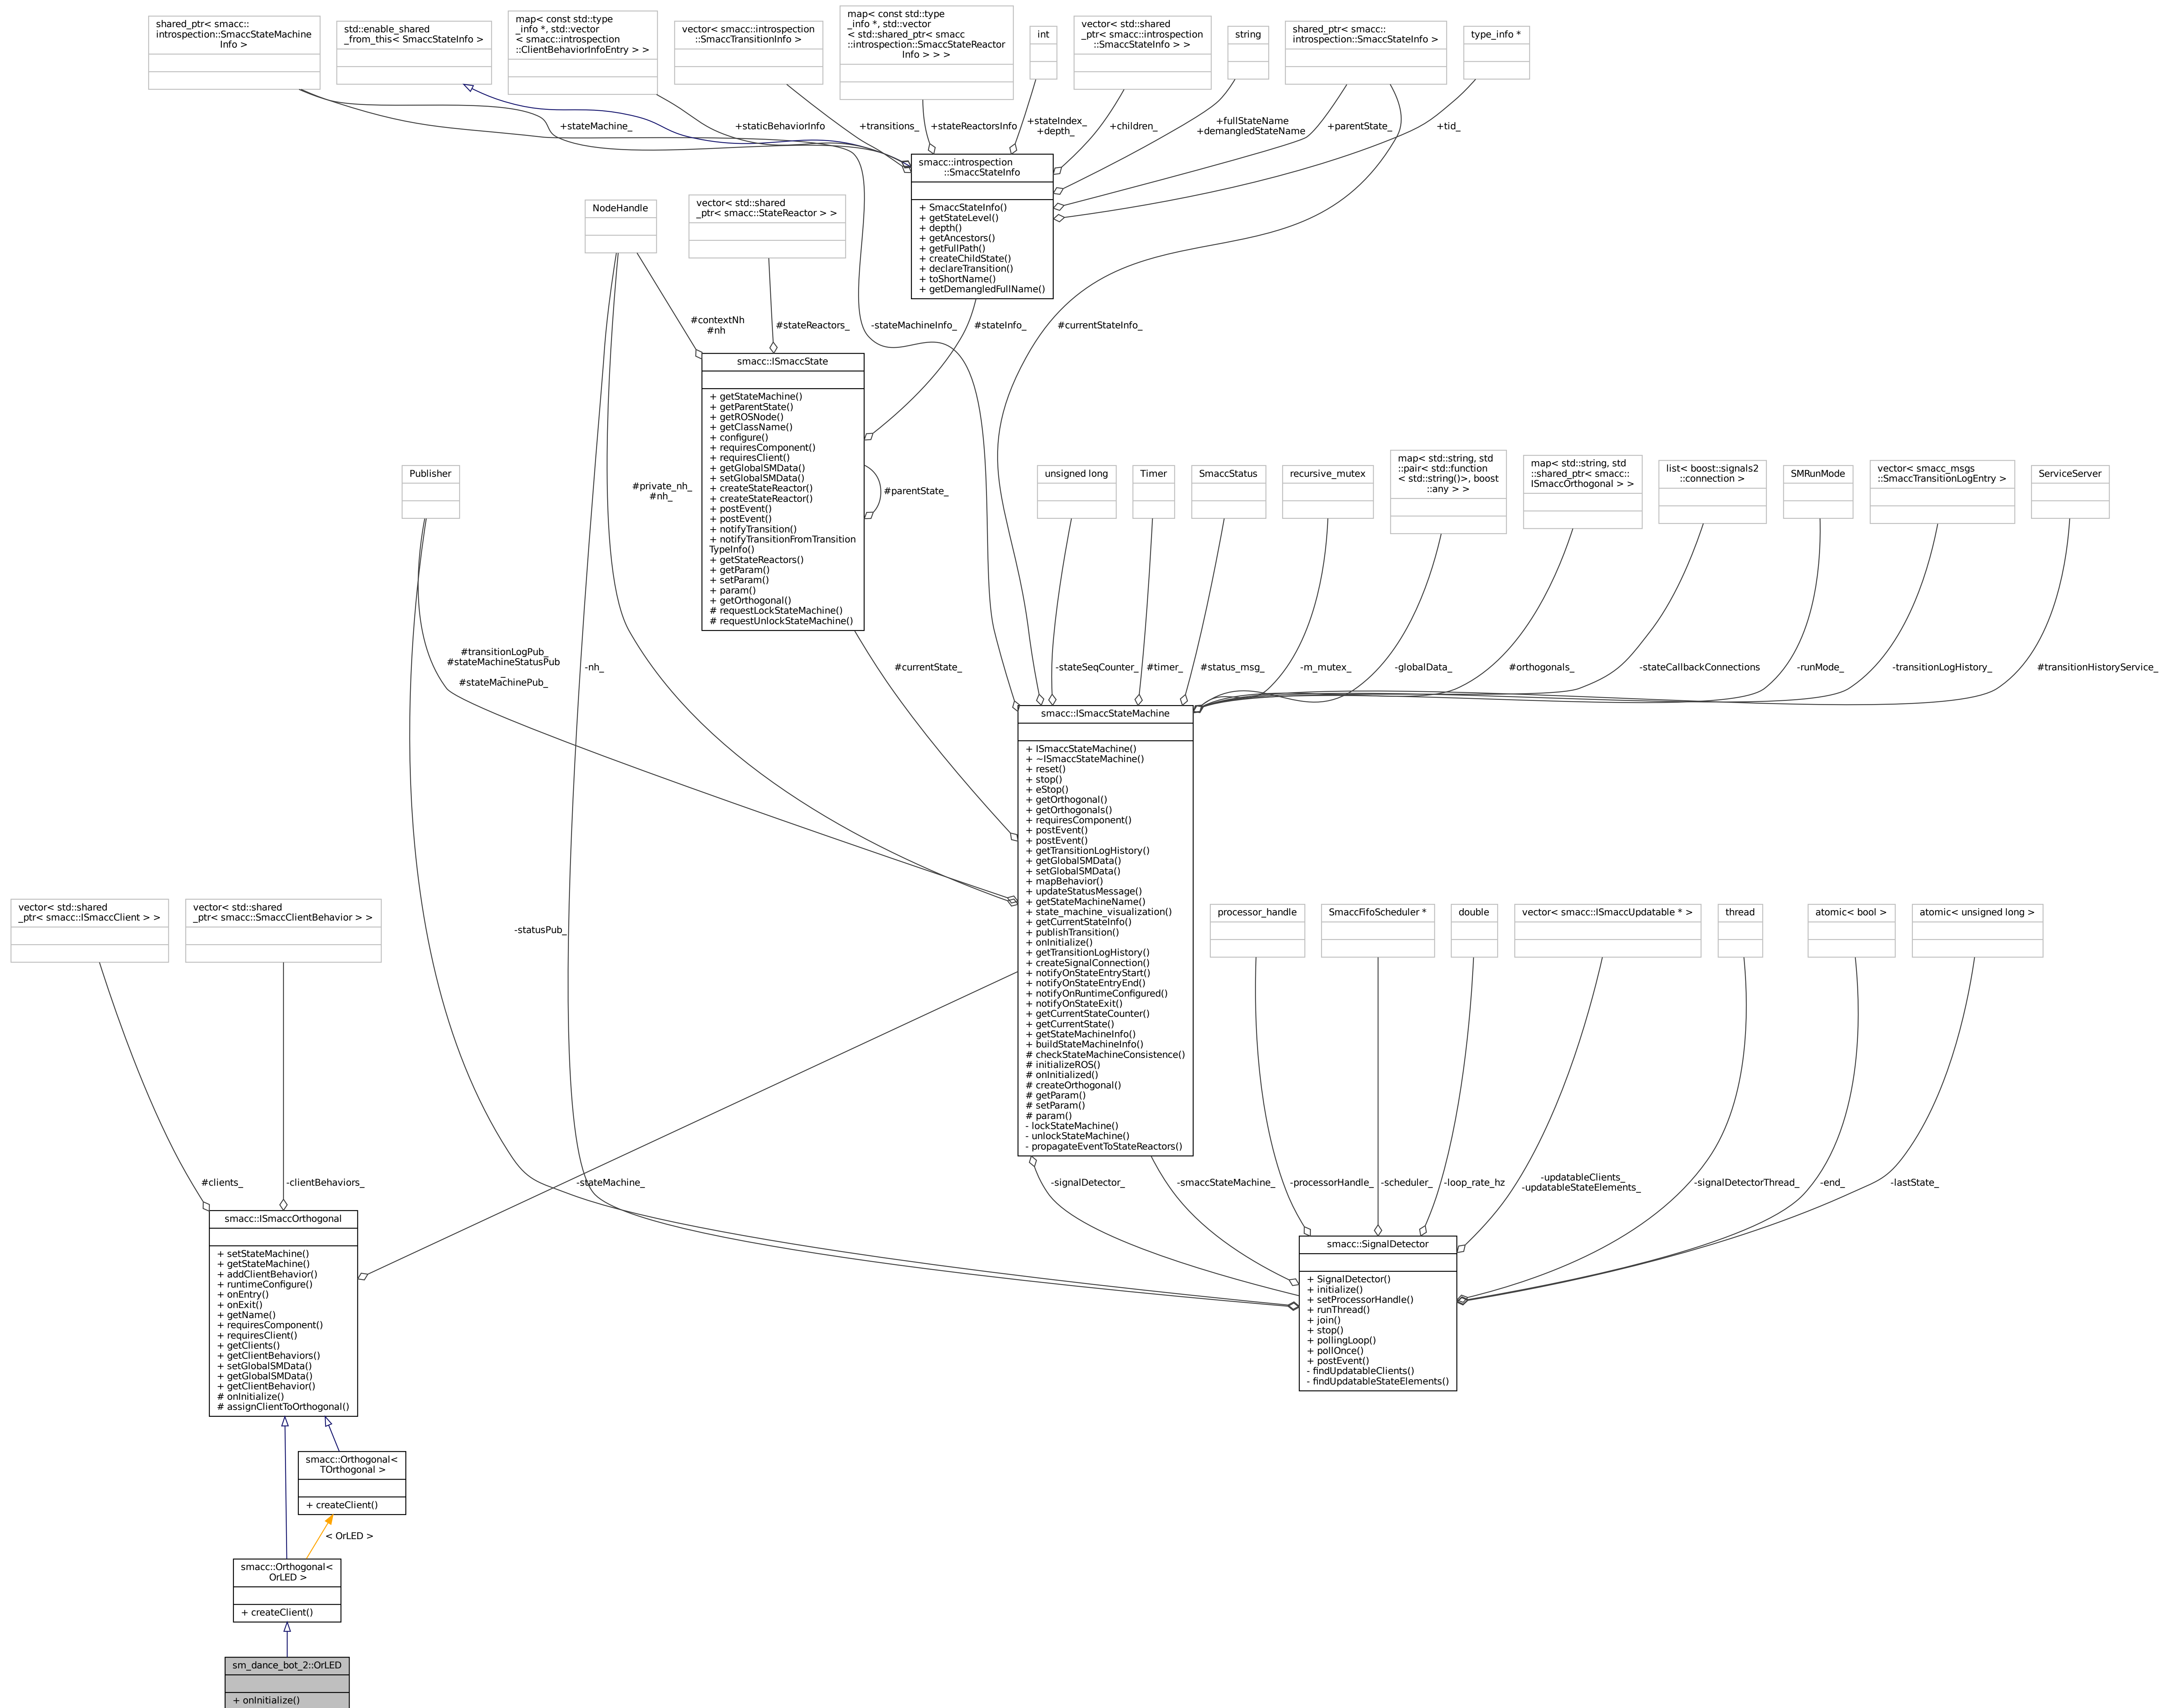 shared_ptr< smacc::
introspection::SmaccStateMachine
Info >
std::enable_shared
_from_this< SmaccStateInfo >
map< const std::type
_info *, std::vector
< smacc::introspection
::ClientBehaviorInfoEntry > >
vector< smacc::introspection
::SmaccTransitionInfo >
map< const std::type
_info *, std::vector
< std::shared_ptr< smacc
::introspection::SmaccStateReactor
Info > > >
int
vector< std::shared
_ptr< smacc::introspection
::SmaccStateInfo > >
string
shared_ptr< smacc::
introspection::SmaccStateInfo >
type_info *
+stateMachine_
+staticBehaviorInfo
+transitions_
+stateReactorsInfo
+stateIndex_
+depth_
+children_
+fullStateName
+demangledStateName
+parentState_
+tid_
smacc::introspection
::SmaccStateInfo
+ SmaccStateInfo()
+ getStateLevel()
+ depth()
+ getAncestors()
+ getFullPath()
+ createChildState()
+ declareTransition()
+ toShortName()
+ getDemangledFullName()
NodeHandle
vector< std::shared
_ptr< smacc::StateReactor > >
#contextNh
#nh
#stateReactors_
-stateMachineInfo_
#stateInfo_
#currentStateInfo_
smacc::ISmaccState
+ getStateMachine()
+ getParentState()
+ getROSNode()
+ getClassName()
+ configure()
+ requiresComponent()
+ requiresClient()
+ getGlobalSMData()
+ setGlobalSMData()
+ createStateReactor()
+ createStateReactor()
+ postEvent()
+ postEvent()
+ notifyTransition()
+ notifyTransitionFromTransition
TypeInfo()
+ getStateReactors()
+ getParam()
+ setParam()
+ param()
+ getOrthogonal()
# requestLockStateMachine()
# requestUnlockStateMachine()
#parentState_
Publisher
#private_nh_
#nh_
unsigned long
Timer
SmaccStatus
recursive_mutex
map< std::string, std
::pair< std::function
< std::string()>, boost
::any > >
map< std::string, std
::shared_ptr< smacc::
ISmaccOrthogonal > >
list< boost::signals2
::connection >
SMRunMode
vector< smacc_msgs
::SmaccTransitionLogEntry >
ServiceServer
#transitionLogPub_
#stateMachineStatusPub
_
#stateMachinePub_
-nh_
#currentState_
-stateSeqCounter_
#timer_
#status_msg_
-m_mutex_
-globalData_
#orthogonals_
-stateCallbackConnections
-runMode_
-transitionLogHistory_
#transitionHistoryService_
smacc::ISmaccStateMachine
+ ISmaccStateMachine()
+ ~ISmaccStateMachine()
+ reset()
+ stop()
+ eStop()
+ getOrthogonal()
+ getOrthogonals()
+ requiresComponent()
+ postEvent()
+ postEvent()
+ getTransitionLogHistory()
+ getGlobalSMData()
+ setGlobalSMData()
+ mapBehavior()
+ updateStatusMessage()
+ getStateMachineName()
+ state_machine_visualization()
+ getCurrentStateInfo()
+ publishTransition()
+ onInitialize()
+ getTransitionLogHistory()
+ createSignalConnection()
+ notifyOnStateEntryStart()
+ notifyOnStateEntryEnd()
+ notifyOnRuntimeConfigured()
+ notifyOnStateExit()
+ getCurrentStateCounter()
+ getCurrentState()
+ getStateMachineInfo()
+ buildStateMachineInfo()
# checkStateMachineConsistence()
# initializeROS()
# onInitialized()
# createOrthogonal()
# getParam()
# setParam()
# param()
- lockStateMachine()
- unlockStateMachine()
- propagateEventToStateReactors()
vector< std::shared
_ptr< smacc::ISmaccClient > >
vector< std::shared
_ptr< smacc::SmaccClientBehavior > >
-statusPub_
processor_handle
SmaccFifoScheduler *
double
vector< smacc::ISmaccUpdatable * >
thread
atomic< bool >
atomic< unsigned long >
#clients_
-clientBehaviors_
-stateMachine_
-signalDetector_
-smaccStateMachine_
-processorHandle_
-scheduler_
-loop_rate_hz
-updatableClients_
-updatableStateElements_
-signalDetectorThread_
-end_
-lastState_
smacc::ISmaccOrthogonal
+ setStateMachine()
+ getStateMachine()
+ addClientBehavior()
+ runtimeConfigure()
+ onEntry()
+ onExit()
+ getName()
+ requiresComponent()
+ requiresClient()
+ getClients()
+ getClientBehaviors()
+ setGlobalSMData()
+ getGlobalSMData()
+ getClientBehavior()
# onInitialize()
# assignClientToOrthogonal()
smacc::SignalDetector
+ SignalDetector()
+ initialize()
+ setProcessorHandle()
+ runThread()
+ join()
+ stop()
+ pollingLoop()
+ pollOnce()
+ postEvent()
- findUpdatableClients()
- findUpdatableStateElements()
smacc::Orthogonal<
TOrthogonal >
+ createClient()
< OrLED >
smacc::Orthogonal<
OrLED >
+ createClient()
sm_dance_bot_2::OrLED
+ onInitialize()